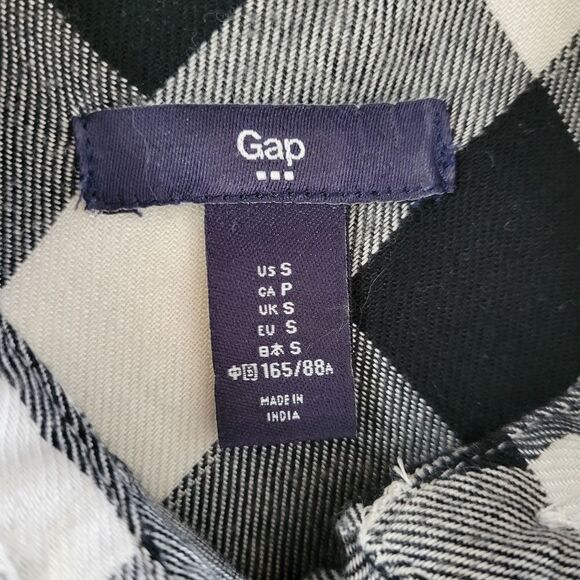 Gap
US S
CA P
UK S
EU S
日本 S
中国 165/88A
MADE IN
INDIA